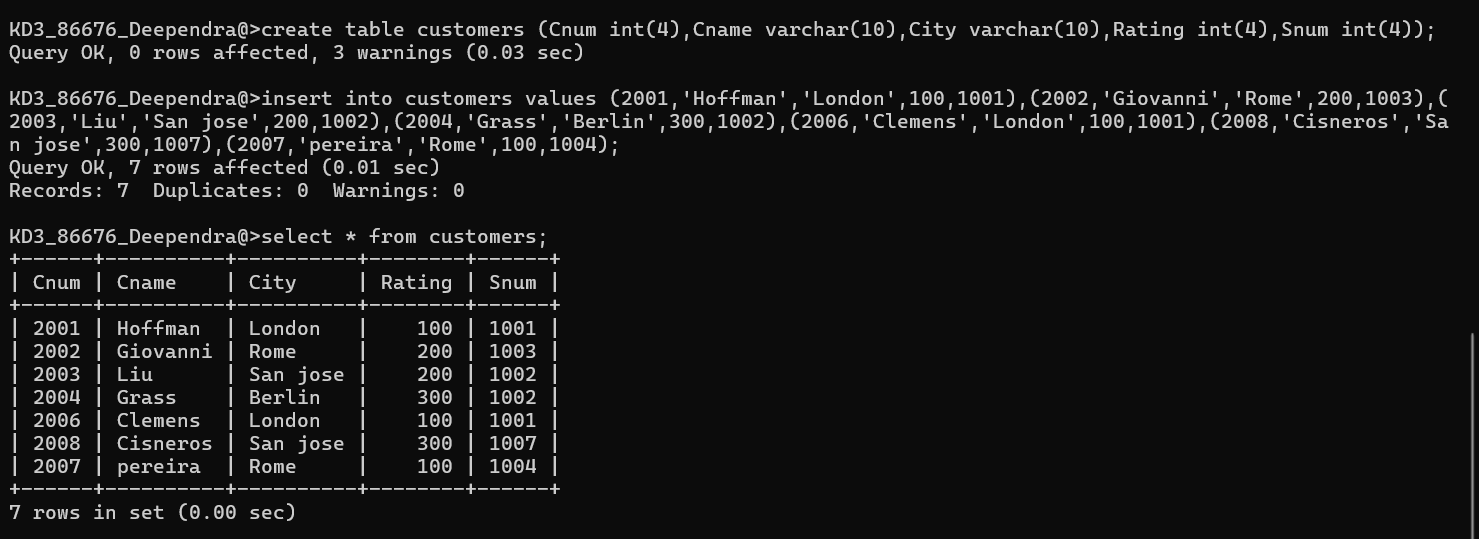 KD3_86676_Deependra@>create table customers (Cnum int(4),Cname varchar(10),City varchar(10),Rating int(4),Snum int(4));
Query OK, 0 rows affected, 3 warnings (0.03 sec)

KD3_86676_Deependra@>insert into customers values (2001,'Hoffman','London',100,1001),(2002,'Giovanni','Rome',200,1003),(
2003,'Liu','San jose',200,1002),(2004,'Grass','Berlin',300,1002),(2006,'Clemens','London',100,1001),(2008,'Cisneros','Sa
n jose',300,1007),(2007,'pereira','Rome',100,1004);
Query OK, 7 rows affected (0.01 sec)
Records: 7  Duplicates: 0  Warnings: 0

KD3_86676_Deependra@>select * from customers;
+------+----------+----------+--------+------+
| Cnum | Cname    | City     | Rating | Snum |
+------+----------+----------+--------+------+
| 2001 | Hoffman  | London   |    100 | 1001 |
| 2002 | Giovanni | Rome     |    200 | 1003 |
| 2003 | Liu      | San jose |    200 | 1002 |
| 2004 | Grass    | Berlin   |    300 | 1002 |
| 2006 | Clemens  | London   |    100 | 1001 |
| 2008 | Cisneros | San jose |    300 | 1007 |
| 2007 | pereira  | Rome     |    100 | 1004 |
+------+----------+----------+--------+------+
7 rows in set (0.00 sec)